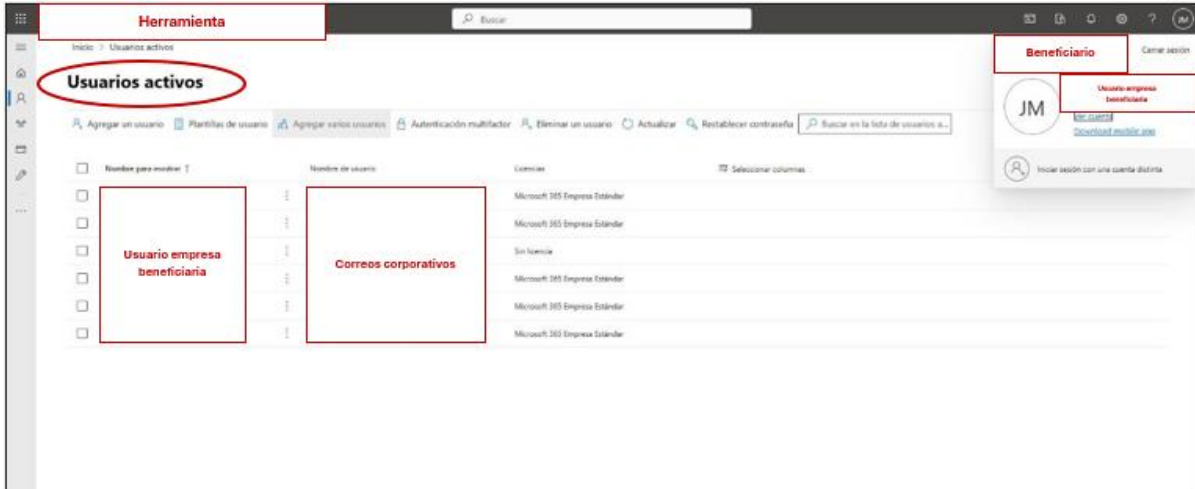 Herramienta
Buscar
JM
Inicio > Usuarios activos
Beneficiario
Cerrar sesión
Usuarios activos
Usuario empresa
beneficiaria
JM
Ver cuenta
Download mobile app
Agregar un usuario Plantillas de usuario Agregar varios usuarios Autenticación multifactor Eliminar un usuario Actualizar Restablecer contraseña Buscar en la lista de usuarios a...
Iniciar sesión con una cuenta distinta
Nombre para mostrar ↑ Nombre de usuario Licencias Seleccionar columnas
Microsoft 365 Empresa Estándar
Microsoft 365 Empresa Estándar
Sin licencia
Usuario empresa
beneficiaria
Correos corporativos
Microsoft 365 Empresa Estándar
Microsoft 365 Empresa Estándar
Microsoft 365 Empresa Estándar